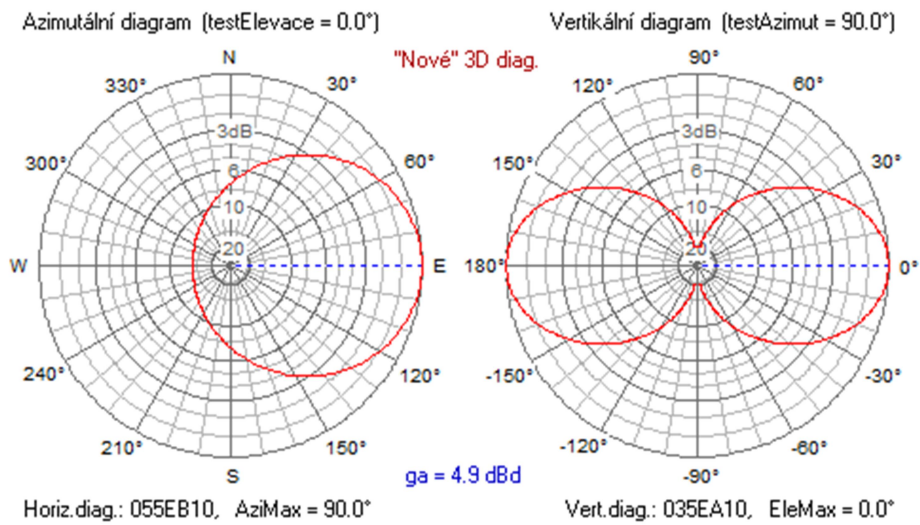 Azimutální diagram (testElevace = 0.0°)
Vertikální diagram (testAzimut = 90.0°)
"Nové" 3D diag.
N
330°
30°
3dB
300°
60°
6
10
20
W
E
240°
120°
210°
150°
S
90°
120°
60°
3dB
150°
30°
6
10
20
180°
0°
-150°
-30°
-120°
-60°
-90°
ga = 4.9 dBd
Horiz.diag.: 055EB10, AziMax = 90.0°
Vert.diag.: 035EA10, EleMax = 0.0°